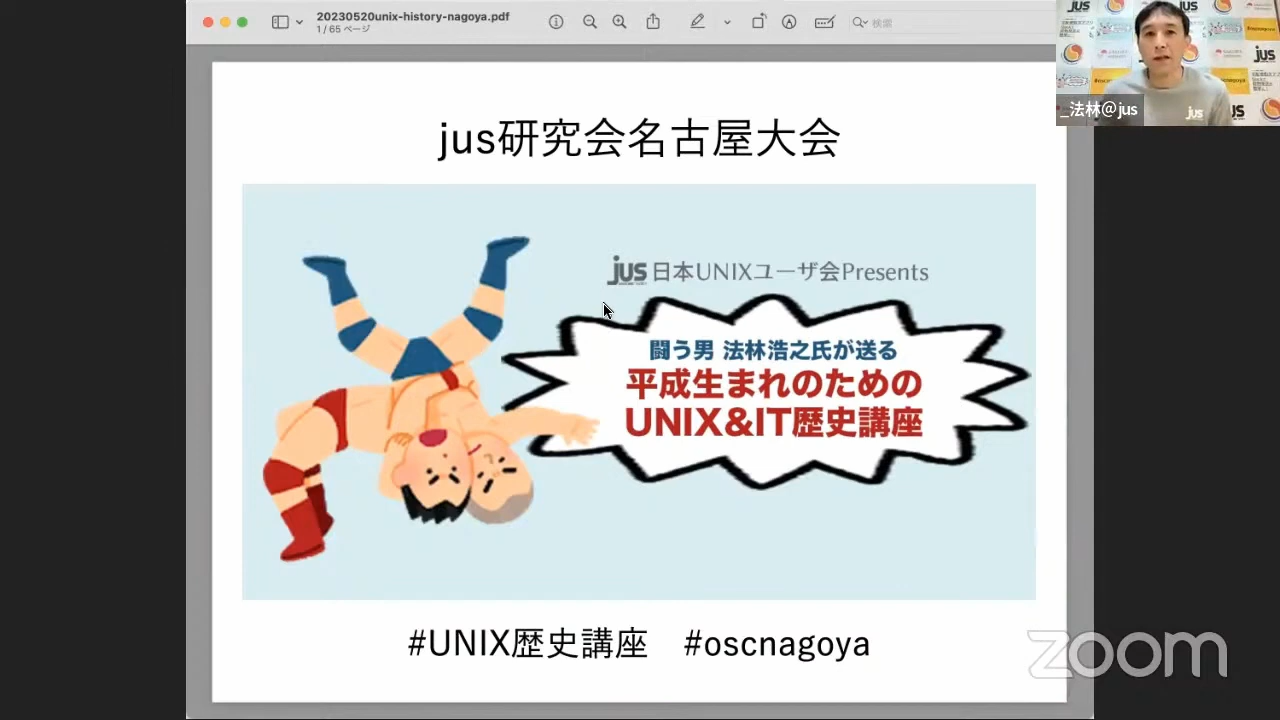 20230520unix-history-nagoya.pdf
1 / 65 ページ
検索
jus
_法林@jus
jus研究会名古屋大会
jus 日本UNIXユーザ会Presents
闘う男 法林浩之氏が送る
平成生まれのための
UNIX&IT歴史講座
#UNIX歴史講座 #oscnagoya
zoom